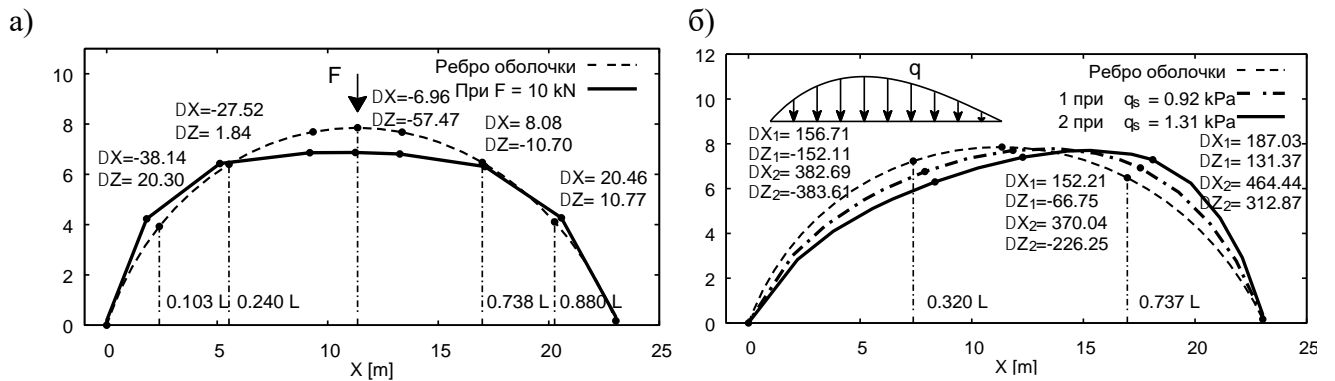 а)
F
Ребро оболочки
При F = 10 kN
DX=-27.52
DZ= 1.84
DX=-6.96
DZ=-57.47
DX= 8.08
DZ=-10.70
DX=-38.14
DZ= 20.30
DX= 20.46
DZ= 10.77
0.103 L
0.240 L
0.738 L
0.880 L
10
8
6
4
2
0
0
5
10
15
20
25
X [m]
б)
q
Ребро оболочки
1 при qs = 0.92 kPa
2 при qs = 1.31 kPa
DX1= 156.71
DZ1=-152.11
DX2= 382.69
DZ2=-383.61
DX1= 152.21
DZ1=-66.75
DX2= 370.04
DZ2=-226.25
DX1= 187.03
DZ1= 131.37
DX2= 464.44
DZ2= 312.87
0.320 L
0.737 L
12
10
8
6
4
2
0
0
5
10
15
20
25
X [m]